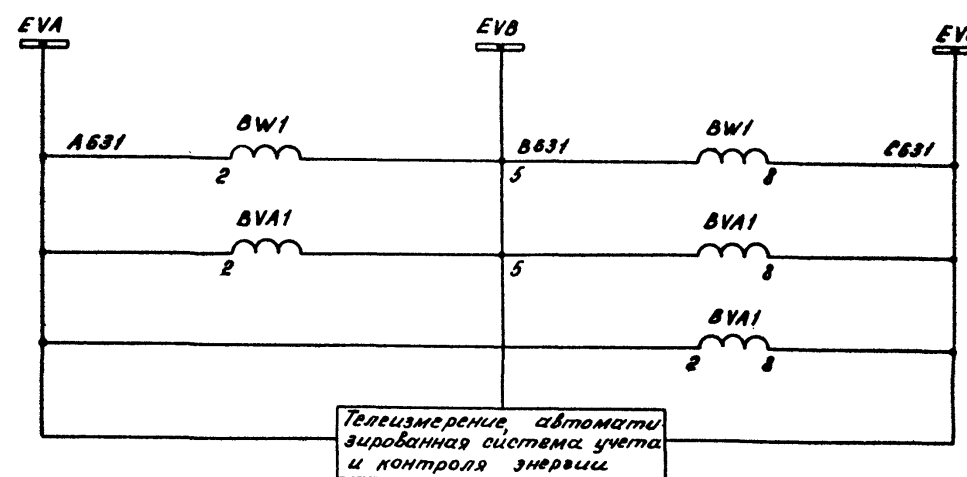 EVA
EVB
EVC
A631
BW1
B631
BW1
C631
2
5
8
BVA1
BVA1
2
5
8
BVA1
2
8
Телеизмерение, автомати
зированная система учета
и контроля энергии